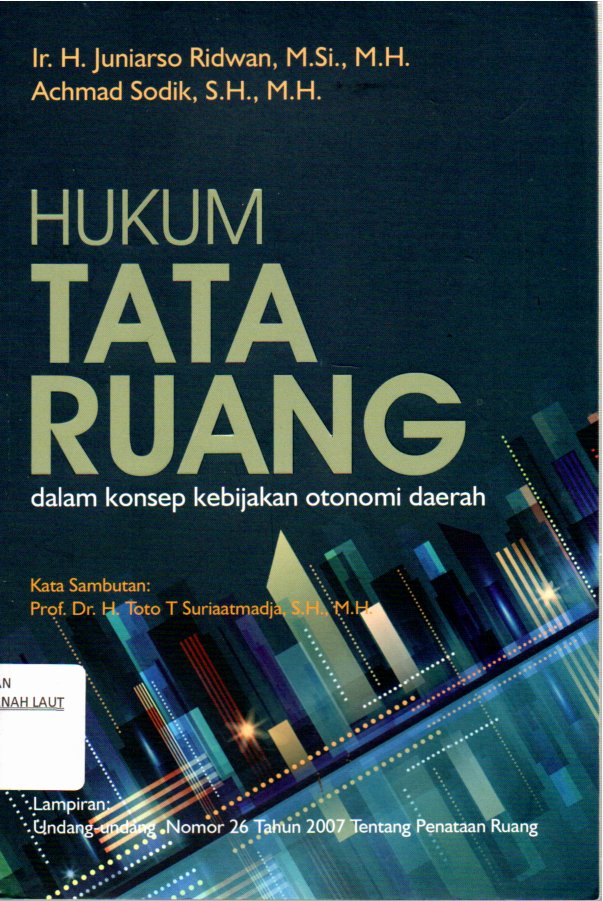 Ir. H. Juniarso Ridwan, M.Si., M.H.
Achmad Sodik, S.H., M.H.
HUKUM
TATA
RUANG
dalam konsep kebijakan otonomi daerah
Kata Sambutan:
Prof. Dr. H. Toto T Suriaatmadja, S.H., M.H.
AN
NAH LAUT
Lampiran:
Undang-undang Nomor 26 Tahun 2007 Tentang Penataan Ruang